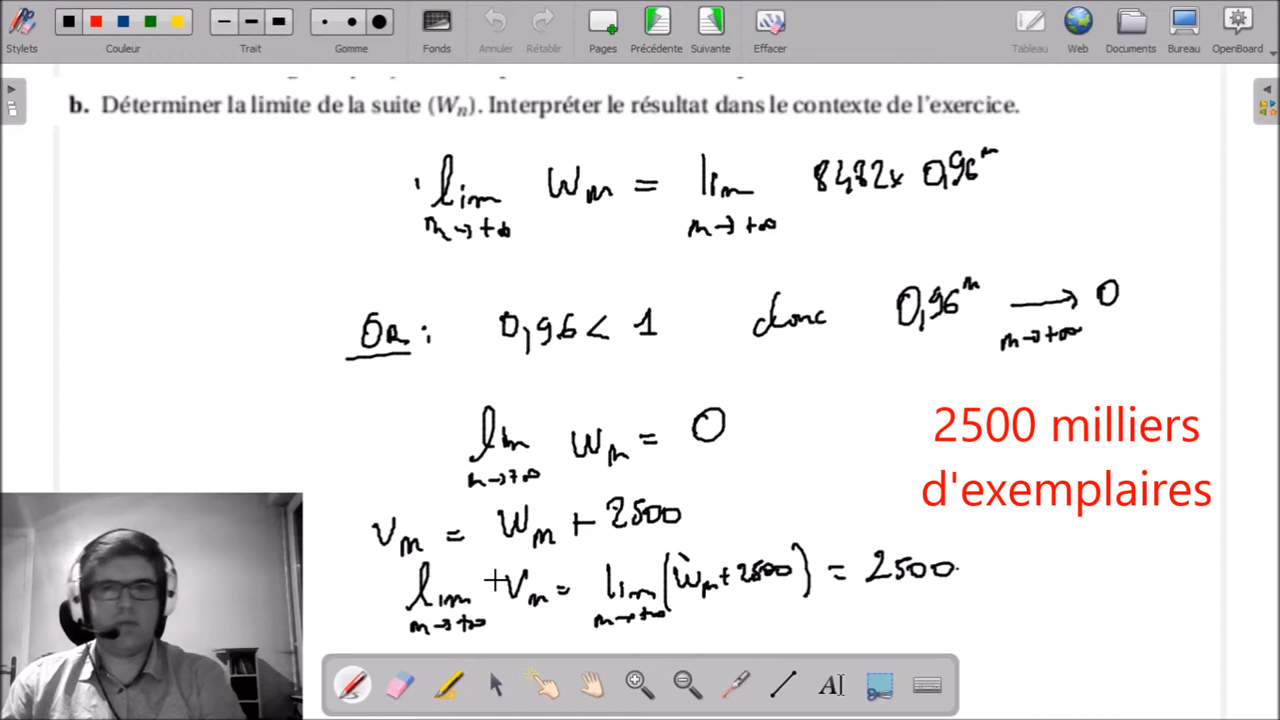 Stylets Couleur Trait Gomme Fonds Annuler Rétablir Pages Précédente Suivante Effacer Tableau Web Documents Bureau OpenBoard
b. Déterminer la limite de la suite (Wn). Interpréter le résultat dans le contexte de l'exercice.
lim Wn = lim 8482 × 0,96^n
n→+∞ n→+∞
Or : 0,96 < 1 donc 0,96^n → 0
n→+∞
lim Wn = 0
n→+∞
2500 milliers
d'exemplaires
Vn = Wn + 2500
lim Vn = lim (Wn + 2500) = 2500
n→+∞ n→+∞
AI